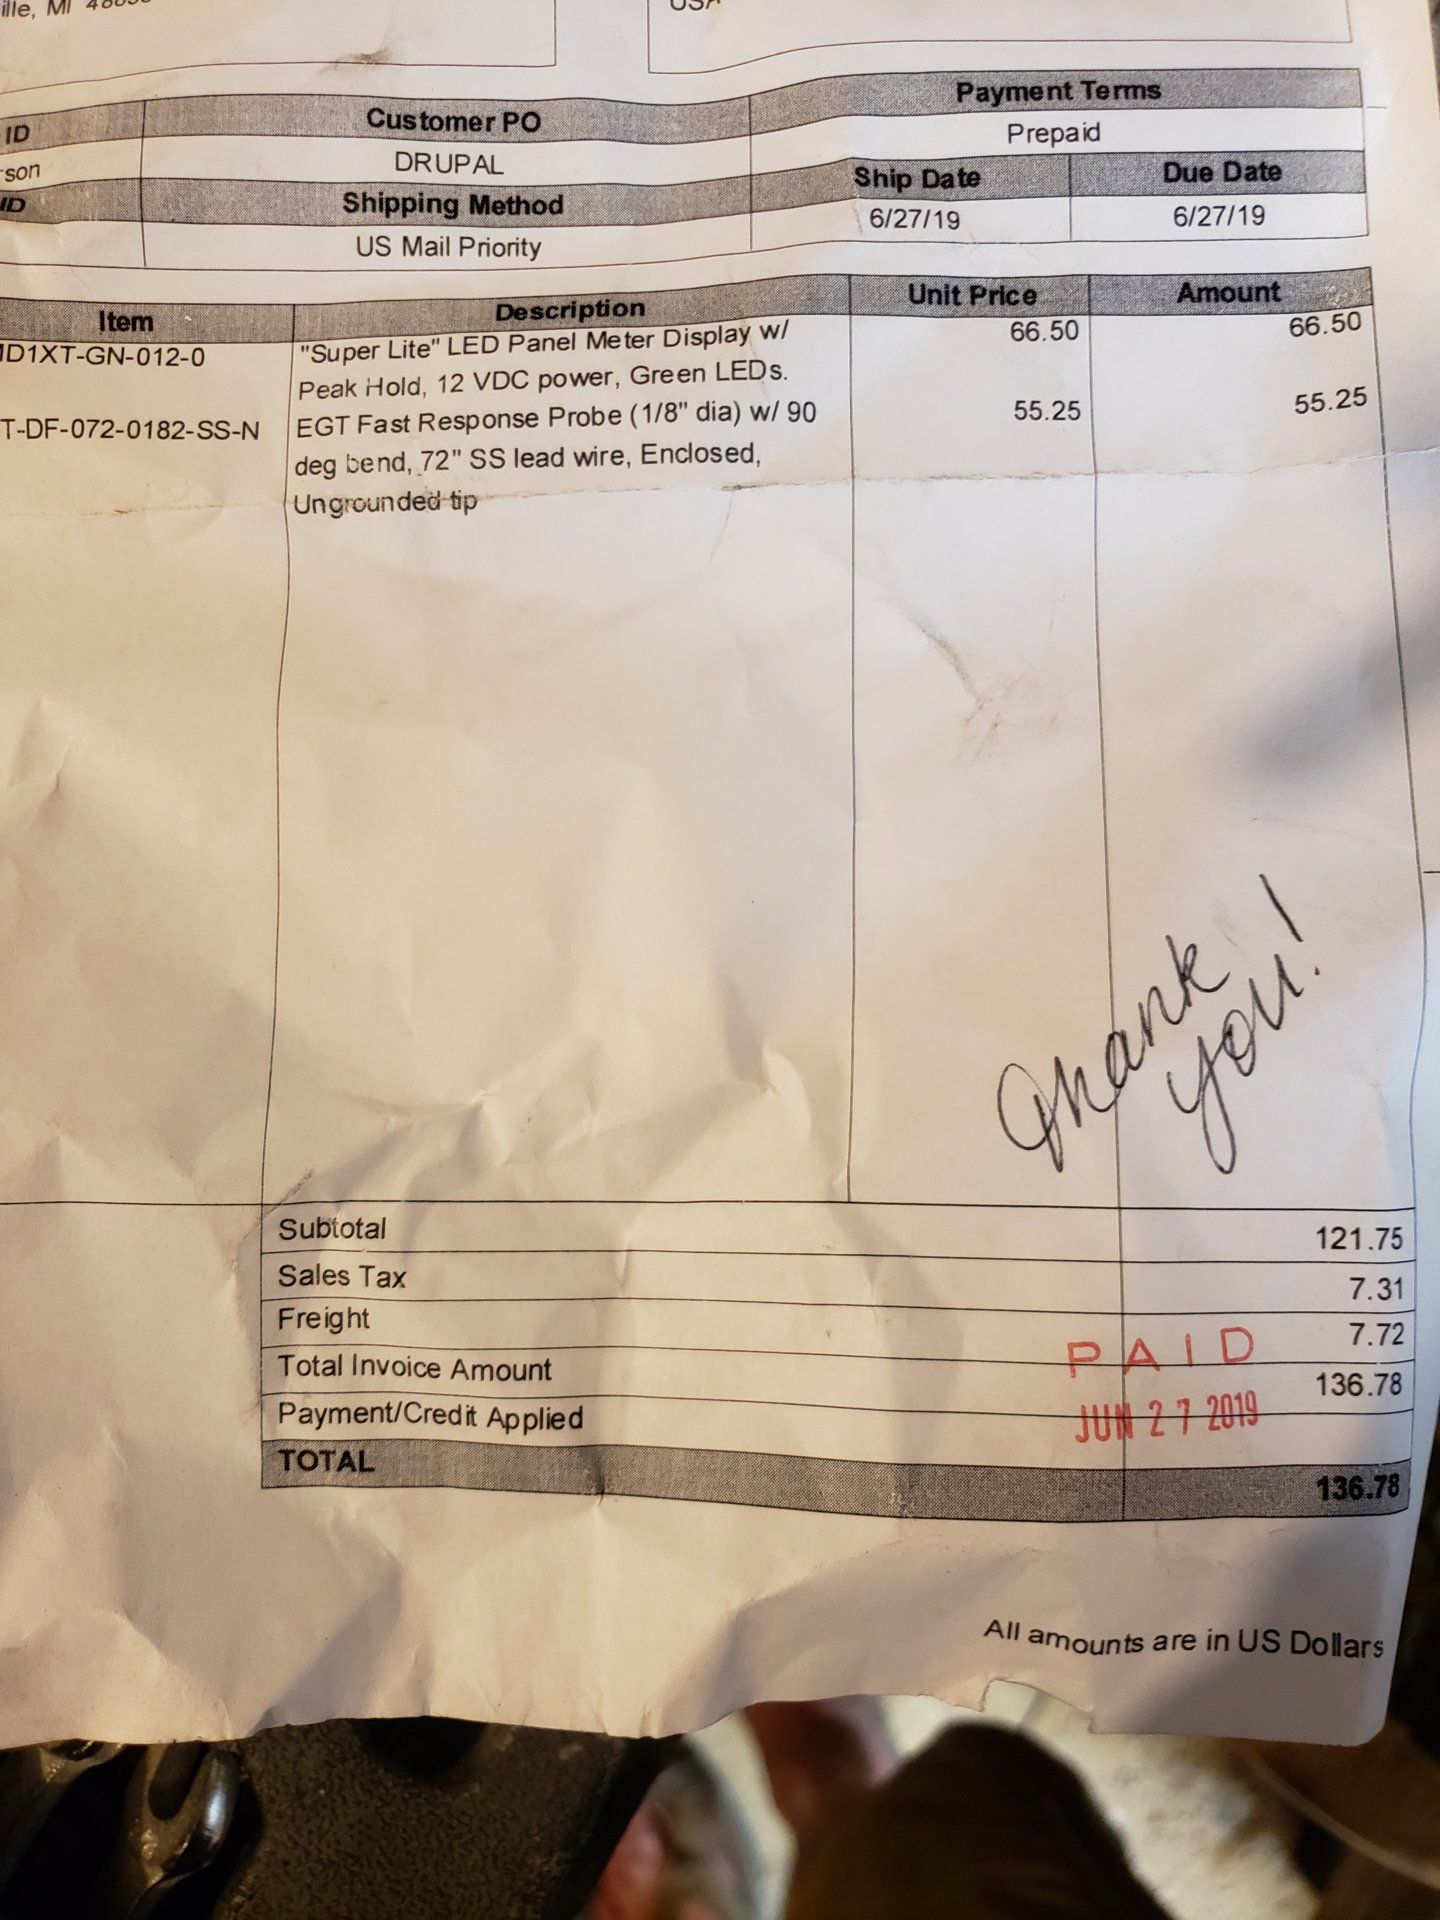 ille, MI
USA
Payment Terms
ID Customer PO Prepaid
son DRUPAL Ship Date Due Date
ID Shipping Method 6/27/19 6/27/19
US Mail Priority
Item Description Unit Price Amount
D1XT-GN-012-0 "Super Lite" LED Panel Meter Display w/ 66.50 66.50
Peak Hold, 12 VDC power, Green LEDs.
T-DF-072-0182-SS-N EGT Fast Response Probe (1/8" dia) w/ 90 55.25 55.25
deg bend, 72" SS lead wire, Enclosed,
Ungrounded tip
Thank
you!
Subtotal 121.75
Sales Tax 7.31
Freight 7.72
PAID
Total Invoice Amount 136.78
Payment/Credit Applied
JUN 27 2019
TOTAL 136.78
All amounts are in US Dollars